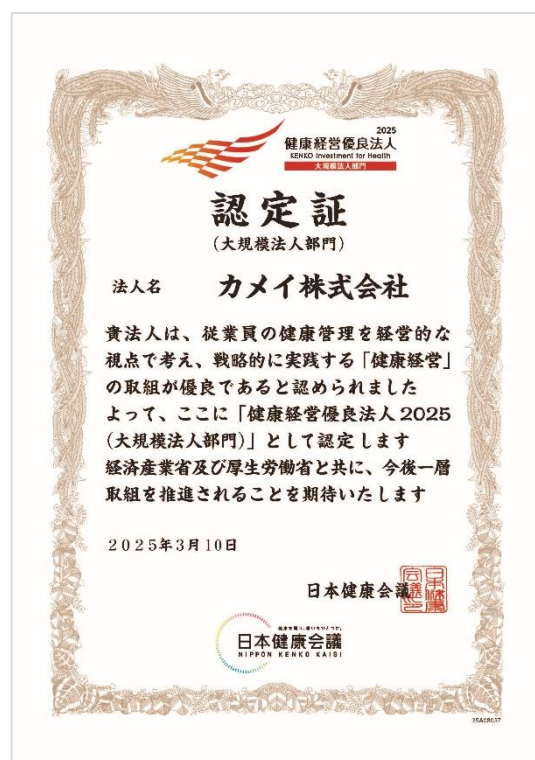 2025
健康経営優良法人
KENKO Investment for Health
大規模法人部門
認定証
(大規模法人部門)
法人名 カメイ株式会社
貴法人は、従業員の健康管理を経営的な
視点で考え、戦略的に実践する「健康経営」
の取組が優良であると認められました
よって、ここに「健康経営優良法人2025
(大規模法人部門)」として認定します
経済産業省及び厚生労働省と共に、今後一層
取組を推進されることを期待いたします
2025年3月10日
日本健康会議
日本健康会議
NIPPON KENKO KAIGI